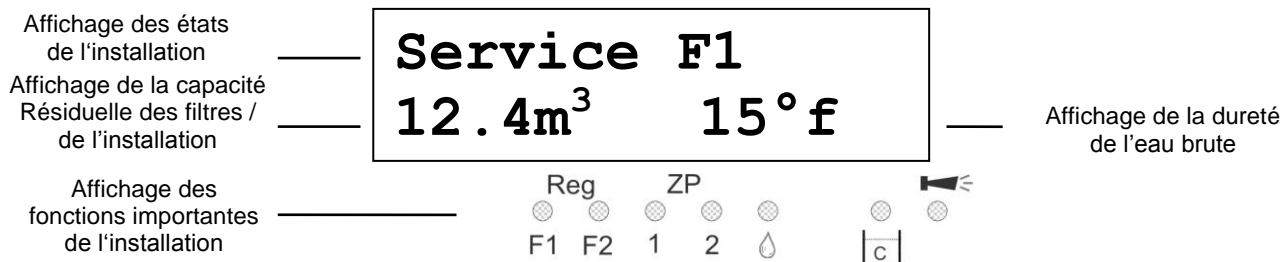 Affichage des états
de l‘installation
Service F1
Affichage de la capacité
Résiduelle des filtres /
de l’installation
12.4m³ 15°f
Affichage de la dureté
de l’eau brute
Affichage des
fonctions importantes
de l‘installation
Reg ZP
F1 F2 1 2 C